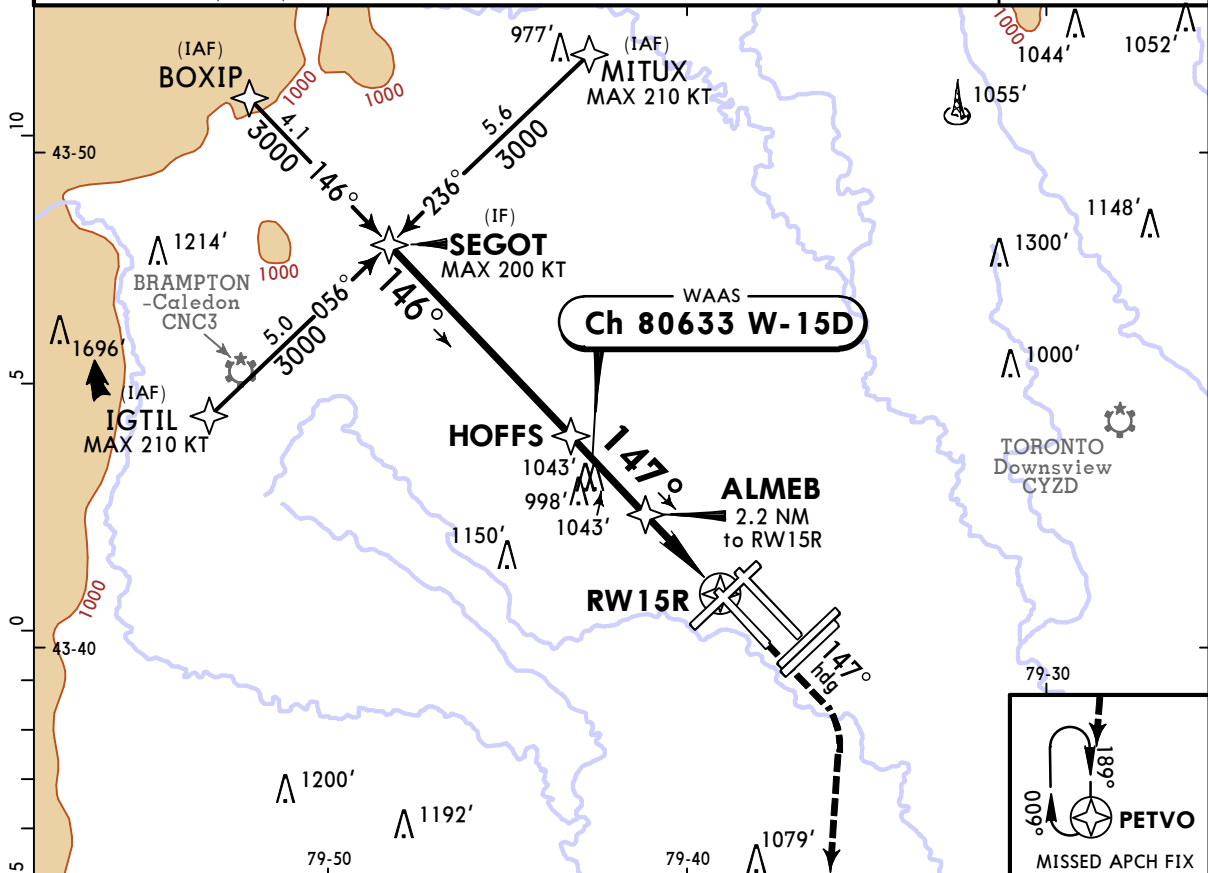 977'
(IAF)
MITUX
MAX 210 KT
(IAF)
BOXIP
1000
1000
1000
1044'
1052'
1055'
10
43-50
4.1
3000
146°
5.6
3000
236°
(IF)
SEGOT
MAX 200 KT
1148'
1300'
1214'
1000
BRAMPTON
-Caledon
CNC3
146°
WAAS
Ch 80633 W-15D
5.0
056°
3000
1696'
5
(IAF)
IGTIL
MAX 210 KT
1000'
HOFFS
147°
TORONTO
Downsview
CYZD
1043'
998'
1043'
ALMEB
2.2 NM
to RW15R
1150'
RW15R
1000
0
43-40
147°
hdg
79-30
189°
009°
PETVO
MISSED APCH FIX
1200'
1192'
1079'
5
79-50
79-40